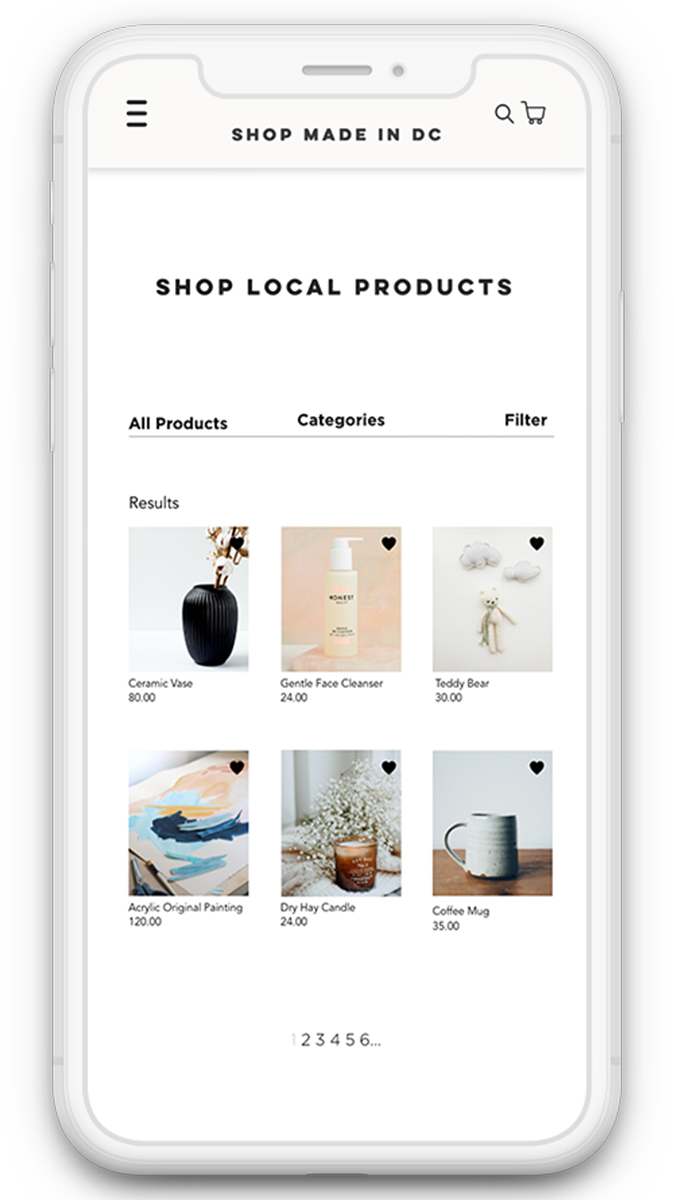 SHOP MADE IN DC
SHOP LOCAL PRODUCTS
All Products
Categories
Filter
Results
HONEST
Ceramic Vase
80.00
Gentle Face Cleanser
24.00
Teddy Bear
30.00
Acrylic Original Painting
120.00
Dry Hay Candle
24.00
Coffee Mug
35.00
1 2 3 4 5 6...